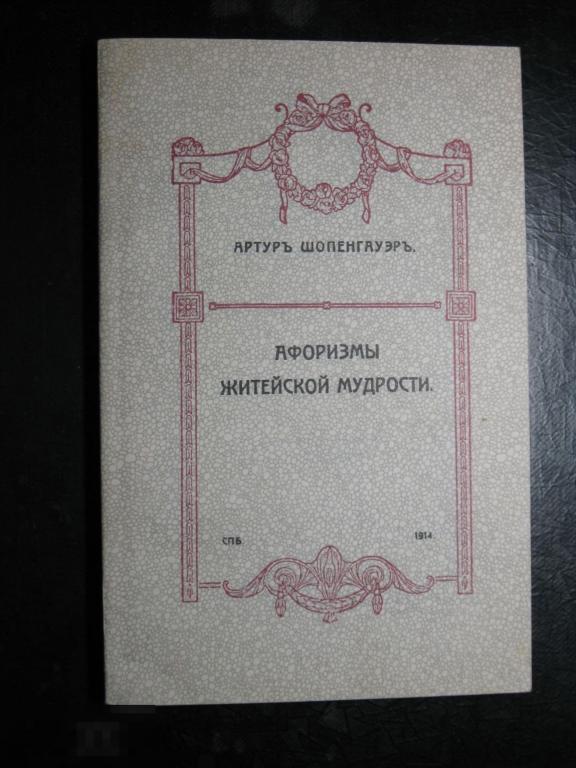 АРТУРЪ ШОПЕНГАУЭРЪ.
АФОРИЗМЫ
ЖИТЕЙСКОЙ МУДРОСТИ.
СПБ. 1914